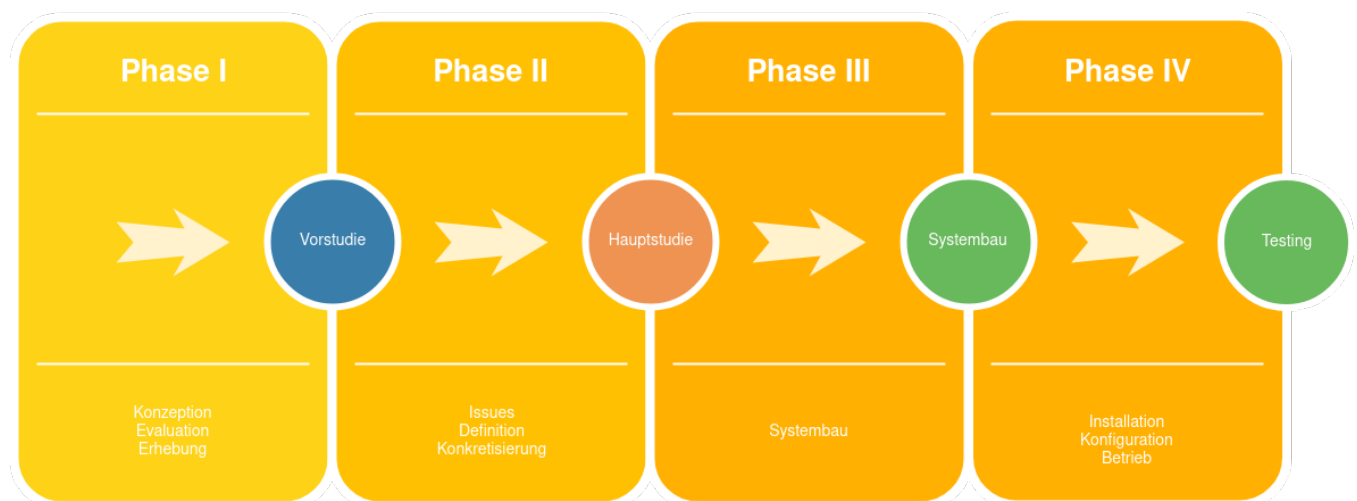 Phase I
Phase II
Phase III
Phase IV
Vorstudie
Hauptstudie
Systembau
Testing
Konzeption
Evaluation
Erhebung
Issues
Definition
Konkretisierung
Systembau
Installation
Konfiguration
Betrieb